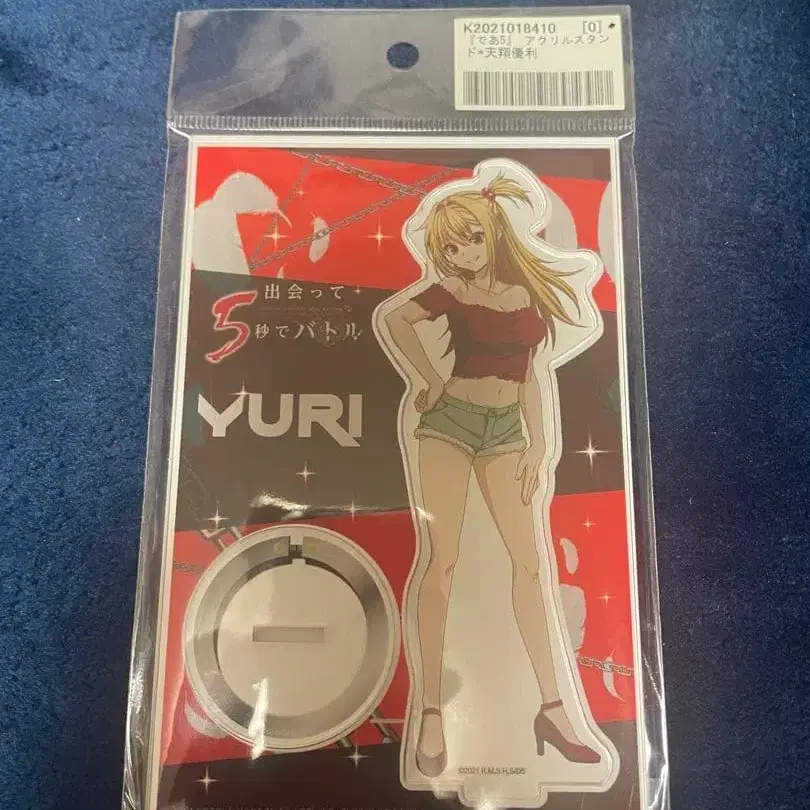 K2021018410 [0]
『であ5』 アクリルスタン
ド*天翔優利
出会って
5秒でバトル
YURI
©2021 K,M,S